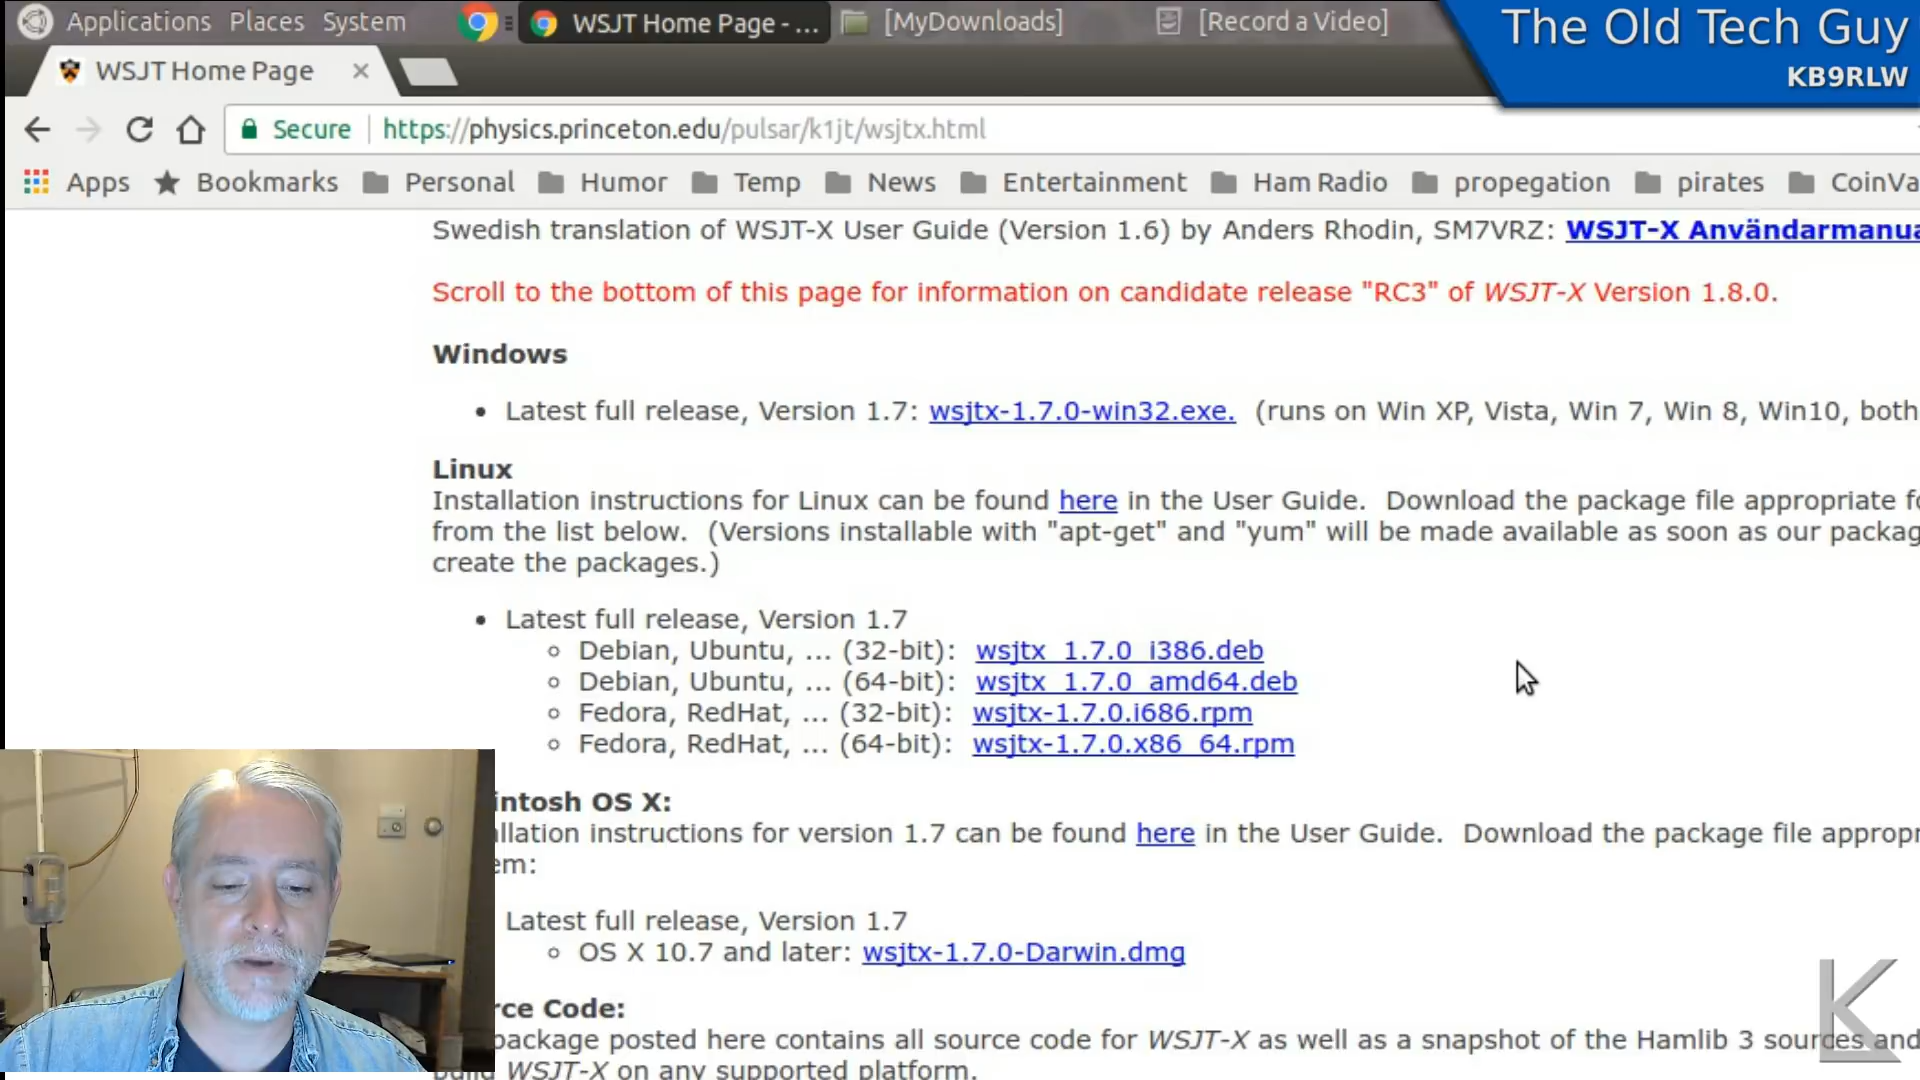 Applications Places System WSJT Home Page - ... [MyDownloads] [Record a Video]
The Old Tech Guy
KB9RLW
WSJT Home Page
Secure https://physics.princeton.edu/pulsar/k1jt/wsjtx.html
Apps Bookmarks Personal Humor Temp News Entertainment Ham Radio propegation pirates CoinVa
Swedish translation of WSJT-X User Guide (Version 1.6) by Anders Rhodin, SM7VRZ: WSJT-X Användarmanua
Scroll to the bottom of this page for information on candidate release "RC3" of WSJT-X Version 1.8.0.
Windows
Latest full release, Version 1.7: wsjtx-1.7.0-win32.exe. (runs on Win XP, Vista, Win 7, Win 8, Win10, both
Linux
Installation instructions for Linux can be found here in the User Guide. Download the package file appropriate fo
from the list below. (Versions installable with "apt-get" and "yum" will be made available as soon as our packag
create the packages.)
Latest full release, Version 1.7
Debian, Ubuntu, ... (32-bit): wsjtx_1.7.0_i386.deb
Debian, Ubuntu, ... (64-bit): wsjtx_1.7.0_amd64.deb
Fedora, RedHat, ... (32-bit): wsjtx-1.7.0.i686.rpm
Fedora, RedHat, ... (64-bit): wsjtx-1.7.0.x86_64.rpm
intosh OS X:
llation instructions for version 1.7 can be found here in the User Guide. Download the package file appropr
em:
Latest full release, Version 1.7
OS X 10.7 and later: wsjtx-1.7.0-Darwin.dmg
rce Code:
package posted here contains all source code for WSJT-X as well as a snapshot of the Hamlib 3 sources and
build WSJT-X on any supported platform.
K